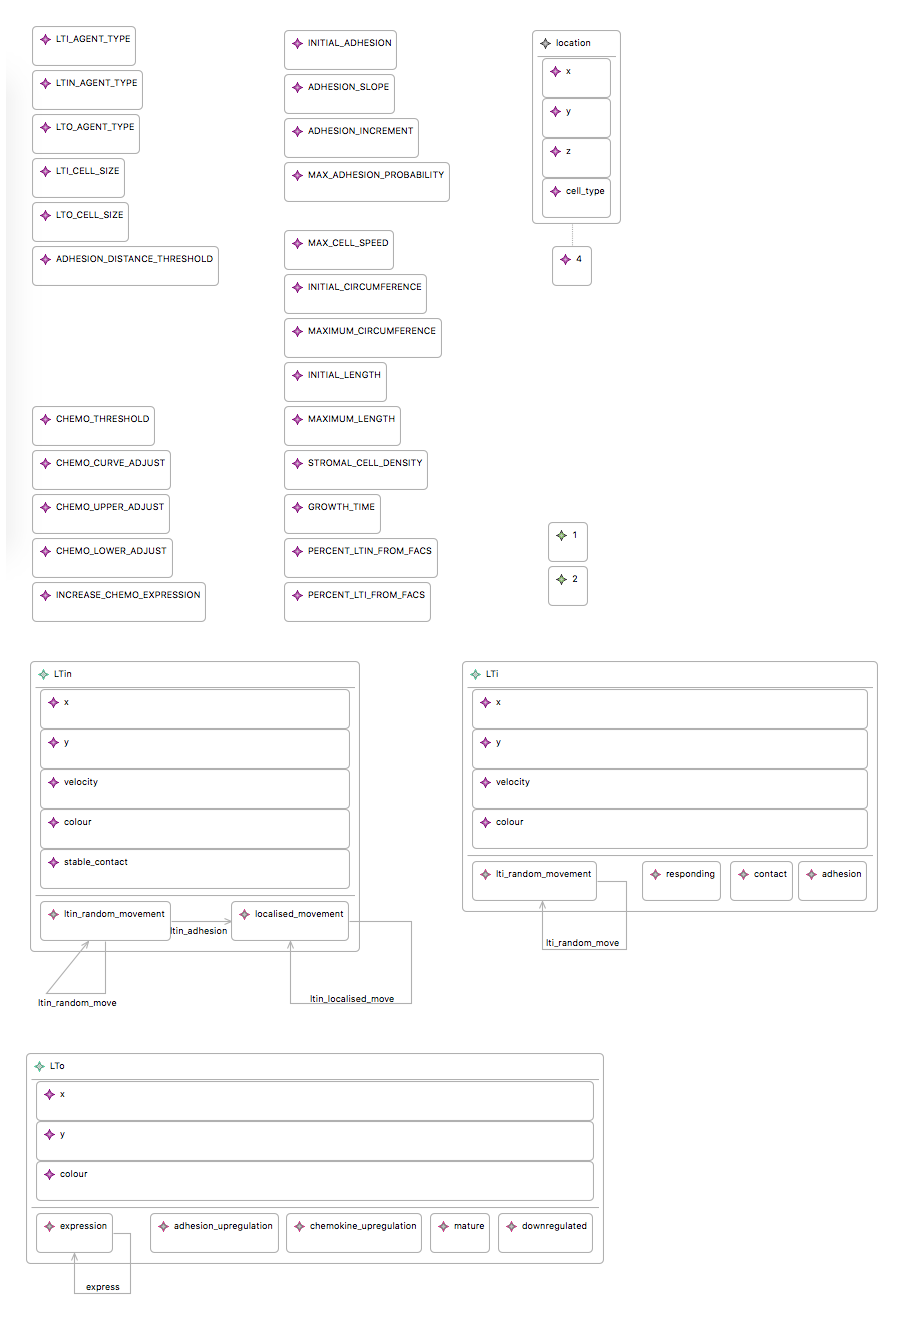 LTI_AGENT_TYPE
LTIN_AGENT_TYPE
LTO_AGENT_TYPE
LTI_CELL_SIZE
LTO_CELL_SIZE
ADHESION_DISTANCE_THRESHOLD
CHEMO_THRESHOLD
CHEMO_CURVE_ADJUST
CHEMO_UPPER_ADJUST
CHEMO_LOWER_ADJUST
INCREASE_CHEMO_EXPRESSION
INITIAL_ADHESION
ADHESION_SLOPE
ADHESION_INCREMENT
MAX_ADHESION_PROBABILITY
MAX_CELL_SPEED
INITIAL_CIRCUMFERENCE
MAXIMUM_CIRCUMFERENCE
INITIAL_LENGTH
MAXIMUM_LENGTH
STROMAL_CELL_DENSITY
GROWTH_TIME
PERCENT_LTIN_FROM_FACS
PERCENT_LTI_FROM_FACS
location
x
y
z
cell_type
4
1
2
LTin
x
y
velocity
colour
stable_contact
ltin_random_movement
ltin_adhesion
localised_movement
ltin_random_move
ltin_localised_move
LTi
x
y
velocity
colour
lti_random_movement
responding
contact
adhesion
lti_random_move
LTo
x
y
colour
expression
adhesion_upregulation
chemokine_upregulation
mature
downregulated
express